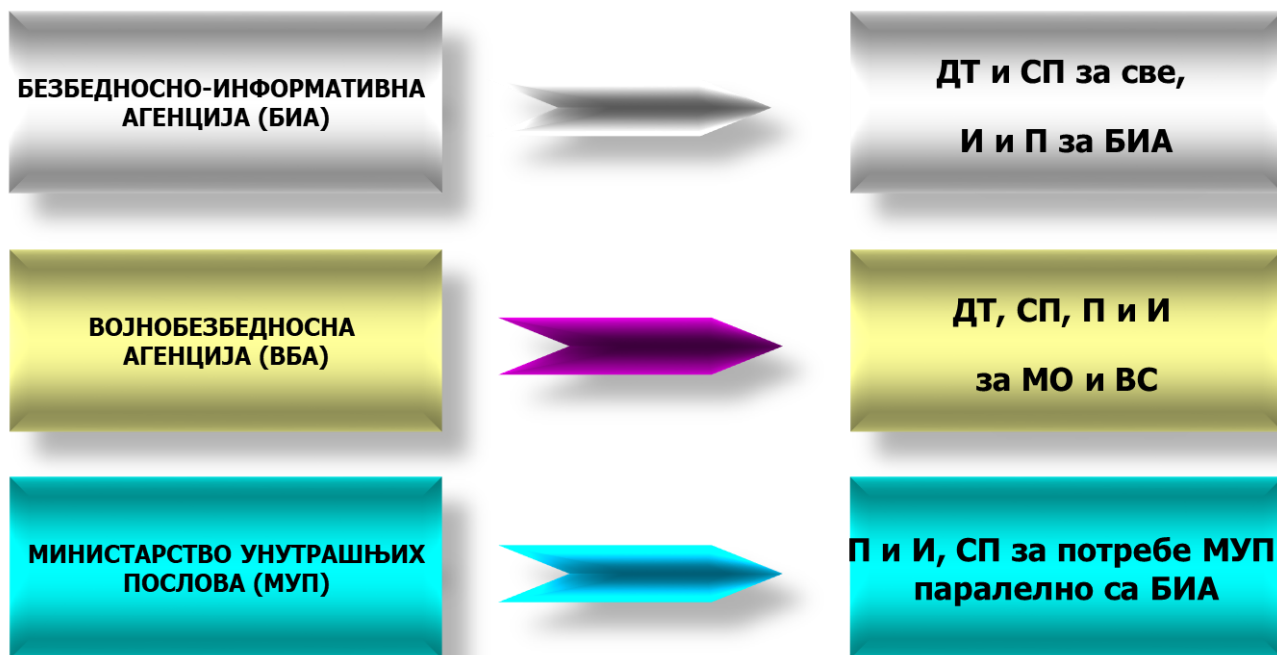 БЕЗБЕДНОСНО-ИНФОРМАТИВНА
АГЕНЦИЈА (БИА)
ДТ и СП за све,
И и П за БИА
ВОЈНОБЕЗБЕДНОСНА
АГЕНЦИЈА (ВБА)
ДТ, СП, П и И
за МО и ВС
МИНИСТАРСТВО УНУТРАШЊИХ
ПОСЛОВА (МУП)
П и И, СП за потребе МУП
паралелно са БИА